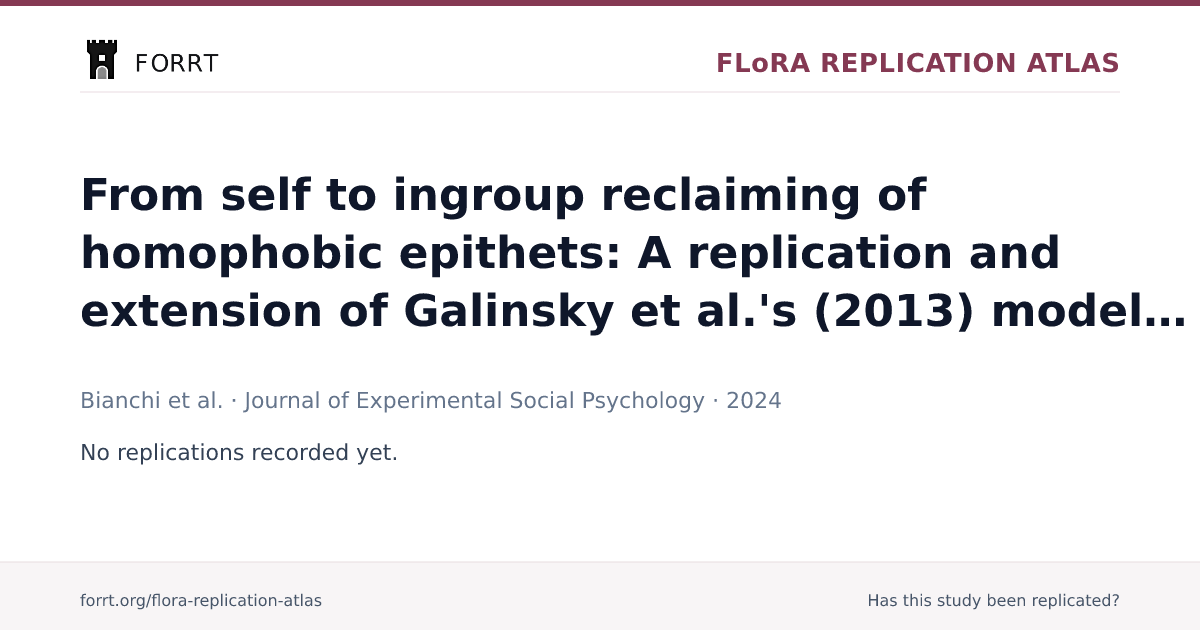 FORRT
FLoRA REPLICATION ATLAS
From self to ingroup reclaiming of
homophobic epithets: A replication and
extension of Galinsky et al.'s (2013) model…
Bianchi et al. · Journal of Experimental Social Psychology · 2024
No replications recorded yet.
forrt.org/flora-replication-atlas
Has this study been replicated?